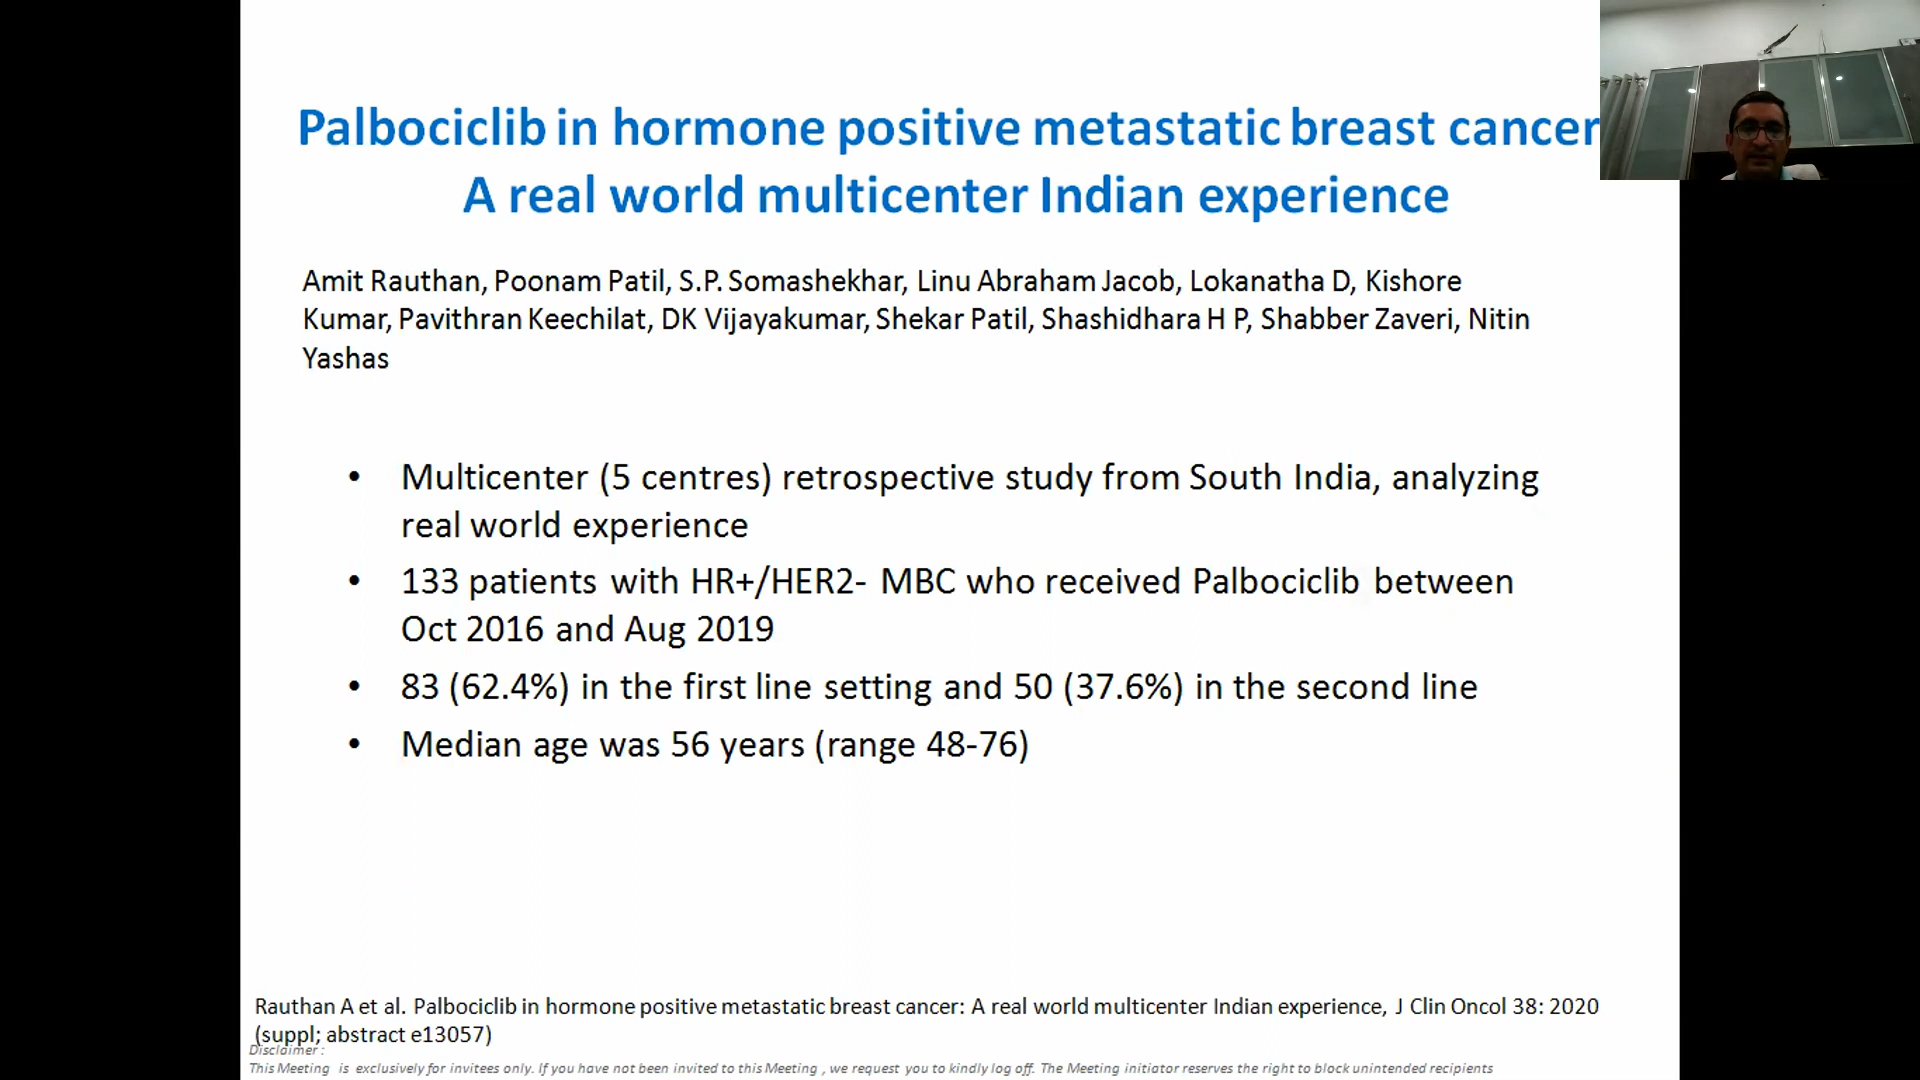 Palbociclib in hormone positive metastatic breast cancer
A real world multicenter Indian experience
Amit Rauthan, Poonam Patil, S.P. Somashekhar, Linu Abraham Jacob, Lokanatha D, Kishore
Kumar, Pavithran Keechilat, DK Vijayakumar, Shekar Patil, Shashidhara H P, Shabber Zaveri, Nitin
Yashas
• Multicenter (5 centres) retrospective study from South India, analyzing
real world experience
• 133 patients with HR+/HER2- MBC who received Palbociclib between
Oct 2016 and Aug 2019
• 83 (62.4%) in the first line setting and 50 (37.6%) in the second line
• Median age was 56 years (range 48-76)
Rauthan A et al. Palbociclib in hormone positive metastatic breast cancer: A real world multicenter Indian experience, J Clin Oncol 38: 2020
(suppl; abstract e13057)
Disclaimer :
This Meeting is exclusively for invitees only. If you have not been invited to this Meeting , we request you to kindly log off. The Meeting initiator reserves the right to block unintended recipients